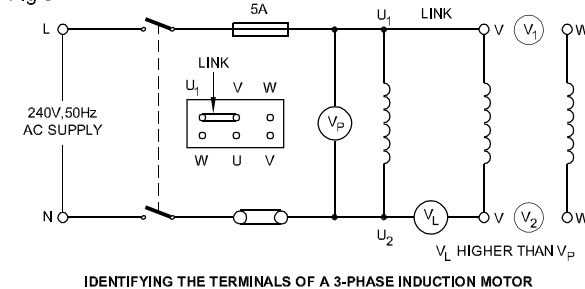 5A
U1
LINK
L
V
V1
W
LINK
U1 V W
240V,50Hz
AC SUPPLY
VP
W U V
N
VL
V
V2
W
U2
VL HIGHER THAN VP
IDENTIFYING THE TERMINALS OF A 3-PHASE INDUCTION MOTOR